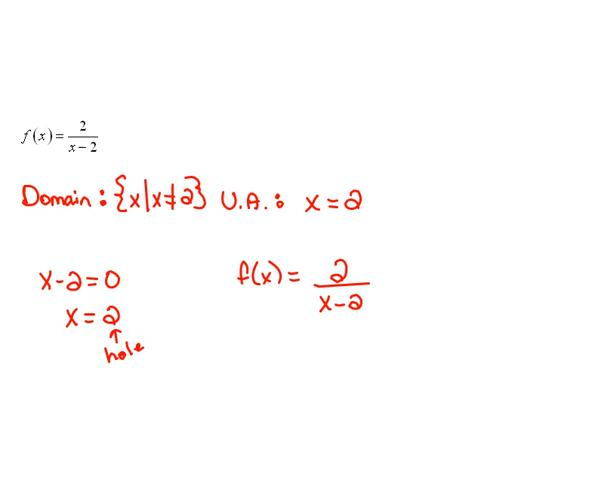 f(x) = 2/(x − 2)
Domain: {x|x≠2} V.A.: x = 2
x-2=0
f(x) = 2/(x-2)
x = 2
↑
hole